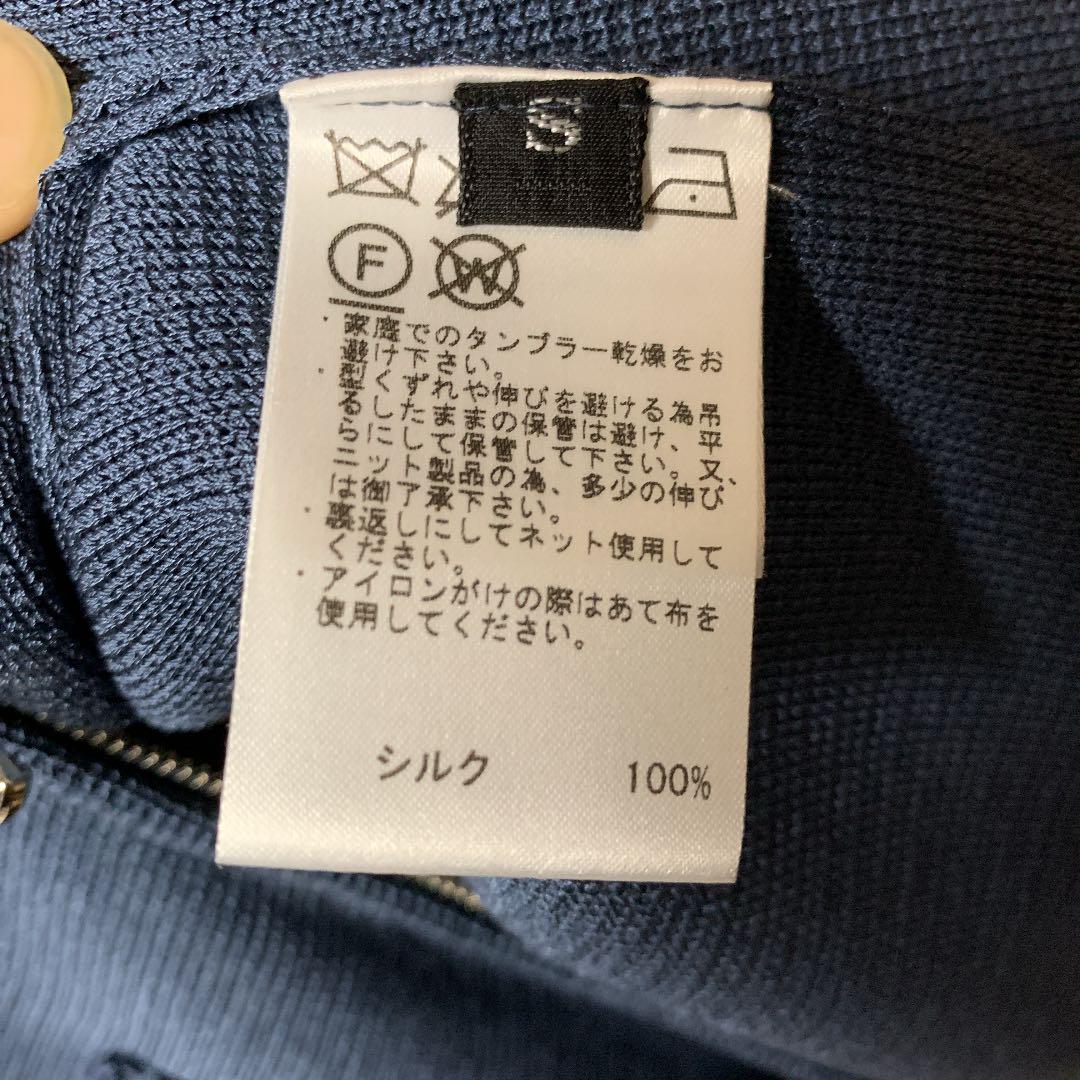 S
F
W
・家庭でのタンブラー乾燥をお
避け下さい。
・型くずれや伸びを避ける為吊
るしたままの保管は避け、平
らにして保管して下さい。又、
ニット製品の為、多少の伸び
は御了承下さい。
・裏返しにしてネット使用して
ください。
・アイロンがけの際はあて布を
使用してください。
シルク 100%